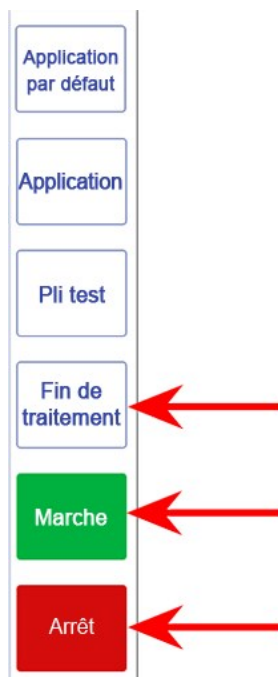 Application
par défaut
Application
Pli test
Fin de
traitement
Marche
Arrêt